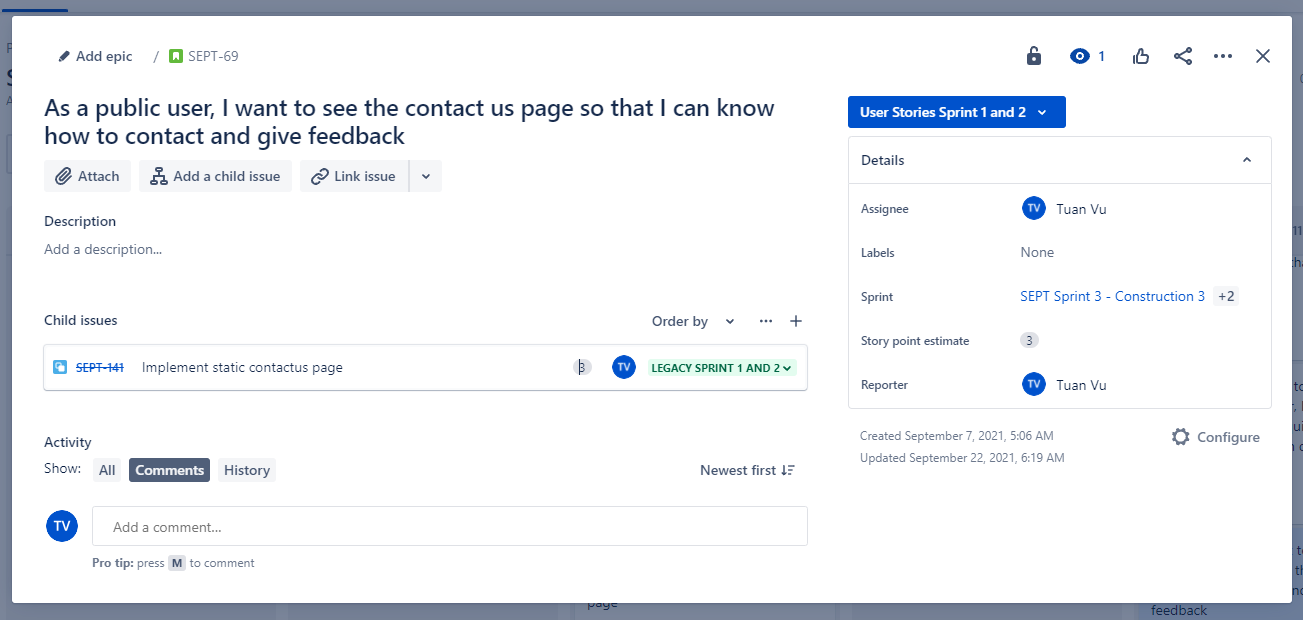 Add epic / SEPT-69
1
As a public user, I want to see the contact us page so that I can know
how to contact and give feedback
Attach
Add a child issue
Link issue
Description
Add a description...
Child issues
Order by
SEPT-141 Implement static contactus page 3 TV LEGACY SPRINT 1 AND 2
Activity
Show: All Comments History
Newest first
TV
Add a comment...
Pro tip: press M to comment
User Stories Sprint 1 and 2
Details
Assignee TV Tuan Vu
Labels None
Sprint SEPT Sprint 3 - Construction 3 +2
Story point estimate 3
Reporter TV Tuan Vu
Created September 7, 2021, 5:06 AM
Configure
Updated September 22, 2021, 6:19 AM
page
feedback